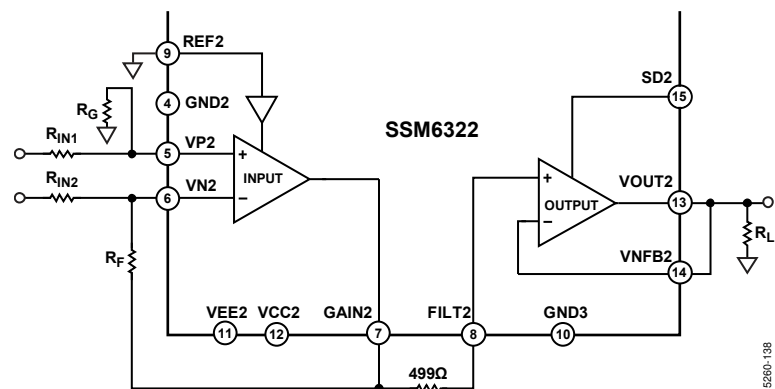 REF2
9
SD2
15
4
GND2
RG
SSM6322
RIN1
5
VP2
+
INPUT
–
+
OUTPUT
–
VOUT2
13
RIN2
6
VN2
RL
RF
VNFB2
14
VEE2
11
VCC2
12
GAIN2
7
FILT2
8
GND3
10
499Ω
5260-138